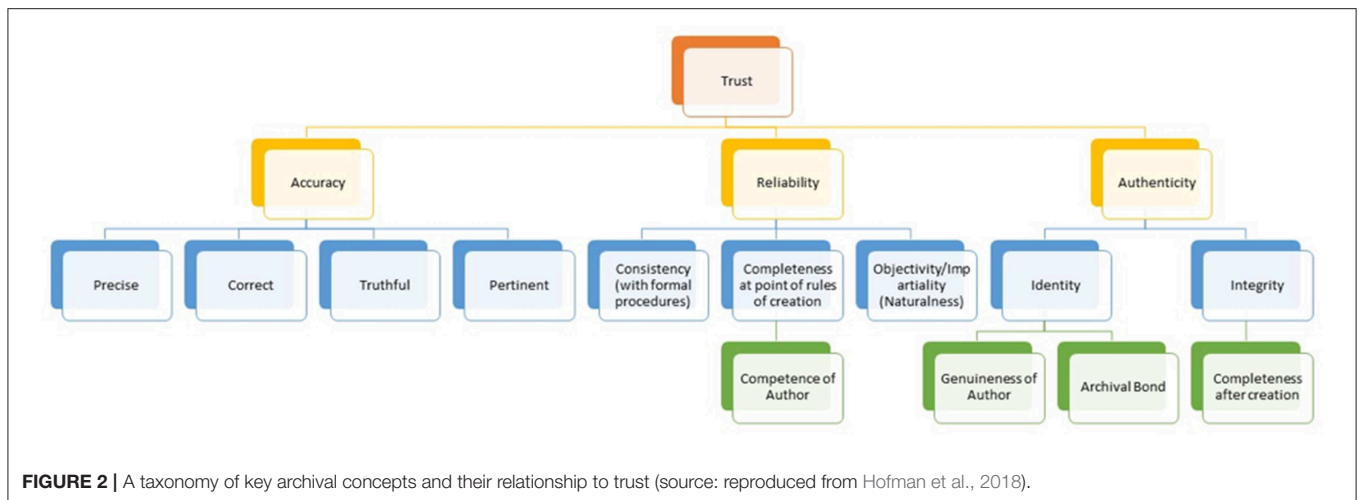 Trust
Accuracy
Reliability
Authenticity
Precise
Correct
Truthful
Pertinent
Consistency
(with formal
procedures)
Completeness
at point of rules
of creation
Objectivity/Imp
artiality
(Naturalness)
Identity
Integrity
Competence of
Author
Genuineness of
Author
Archival Bond
Completeness
after creation
FIGURE 2 | A taxonomy of key archival concepts and their relationship to trust (source: reproduced from Hofman et al., 2018).